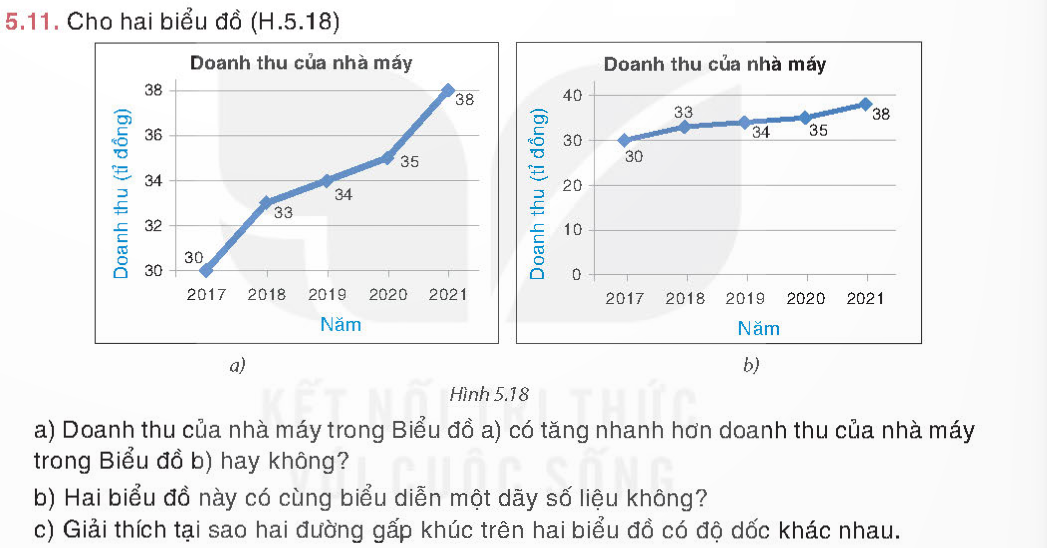 5.11. Cho hai biểu đồ (H.5.18)
Doanh thu của nhà máy
Doanh thu (tỉ đồng)
38
36
34
32
30
30
33
34
35
38
2017 2018 2019 2020 2021
Năm
a)
Doanh thu của nhà máy
Doanh thu (tỉ đồng)
40
30
20
10
0
30
33
34
35
38
2017 2018 2019 2020 2021
Năm
b)
Hình 5.18
KẾT NỐI TRI THỨC
VỚI CUỘC SỐNG
a) Doanh thu của nhà máy trong Biểu đồ a) có tăng nhanh hơn doanh thu của nhà máy
trong Biểu đồ b) hay không?
b) Hai biểu đồ này có cùng biểu diễn một dãy số liệu không?
c) Giải thích tại sao hai đường gấp khúc trên hai biểu đồ có độ dốc khác nhau.